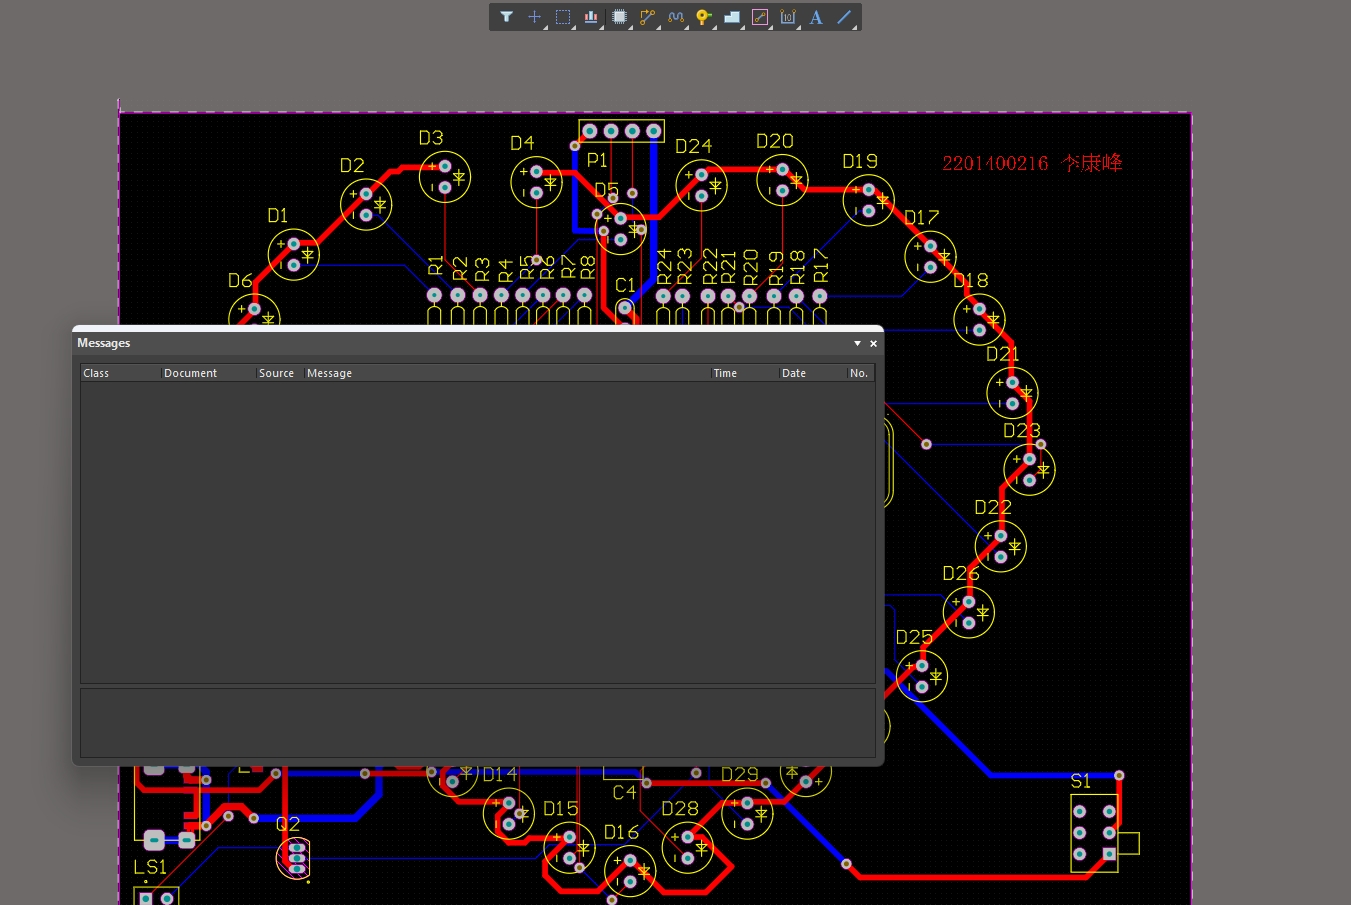 D3
D4
D24
D20
D2
P1
D19
2201400216 李康峰
D5
D1
D17
D6
R1
R2
R3
R4
R5
R6
R7
R8
C1
R24
R23
R22
R21
R20
R19
R18
R17
D18
Messages
D21
Class Document Source Message Time Date No.
D23
D22
D26
D25
D14
C4
D29
S1
D15
D28
Q2
D16
LS1